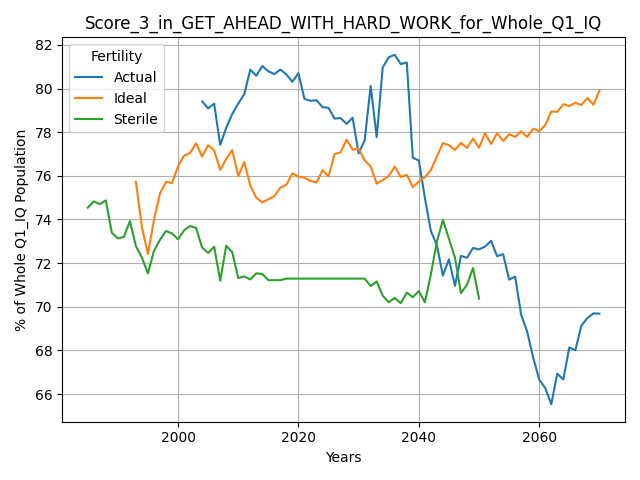 Score_3_in_GET_AHEAD_WITH_HARD_WORK_for_Whole_Q1_IQ
Fertility
Actual
Ideal
Sterile
% of Whole Q1_IQ Population
82
80
78
76
74
72
70
68
66
2000 2020 2040 2060
Years